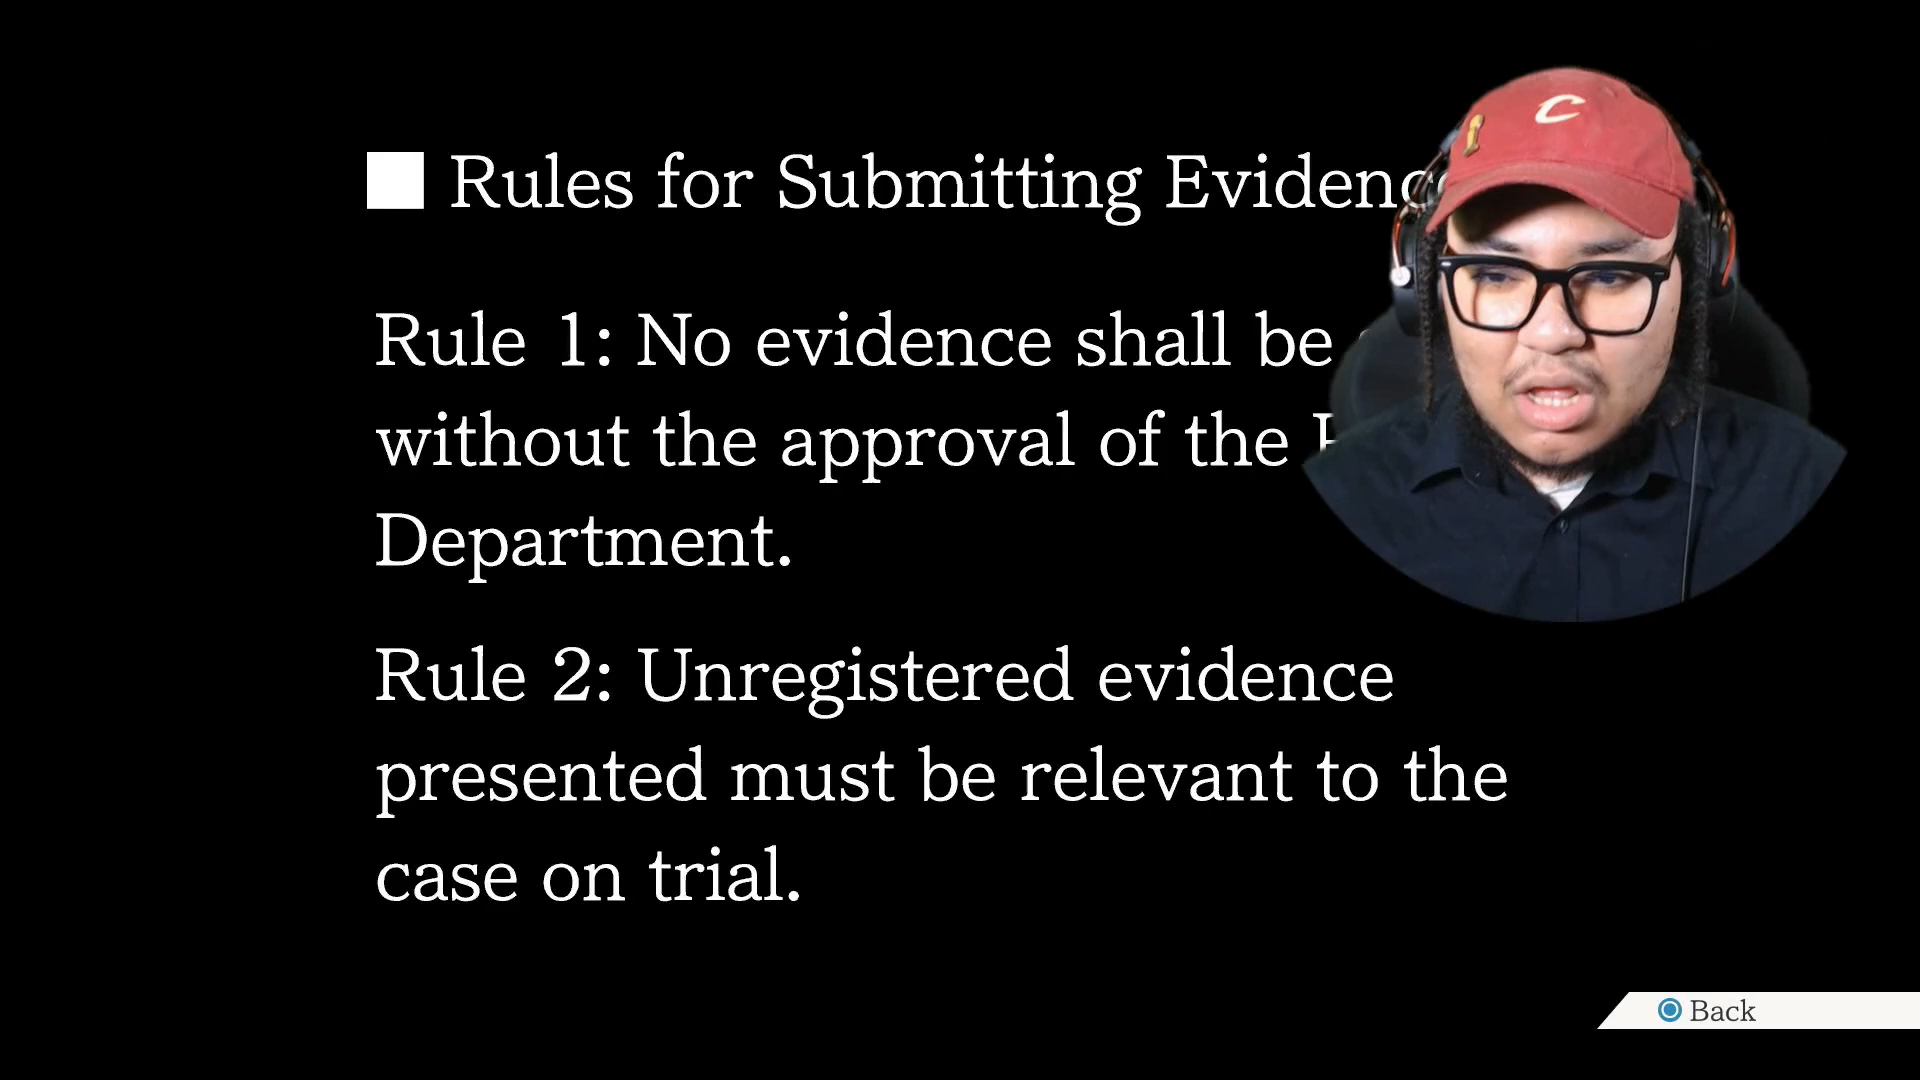 ■ Rules for Submitting
Rule 1: No evidence shall be
without the approval of the
Department.
Rule 2: Unregistered evidence
presented must be relevant to the
case on trial.
C
Back